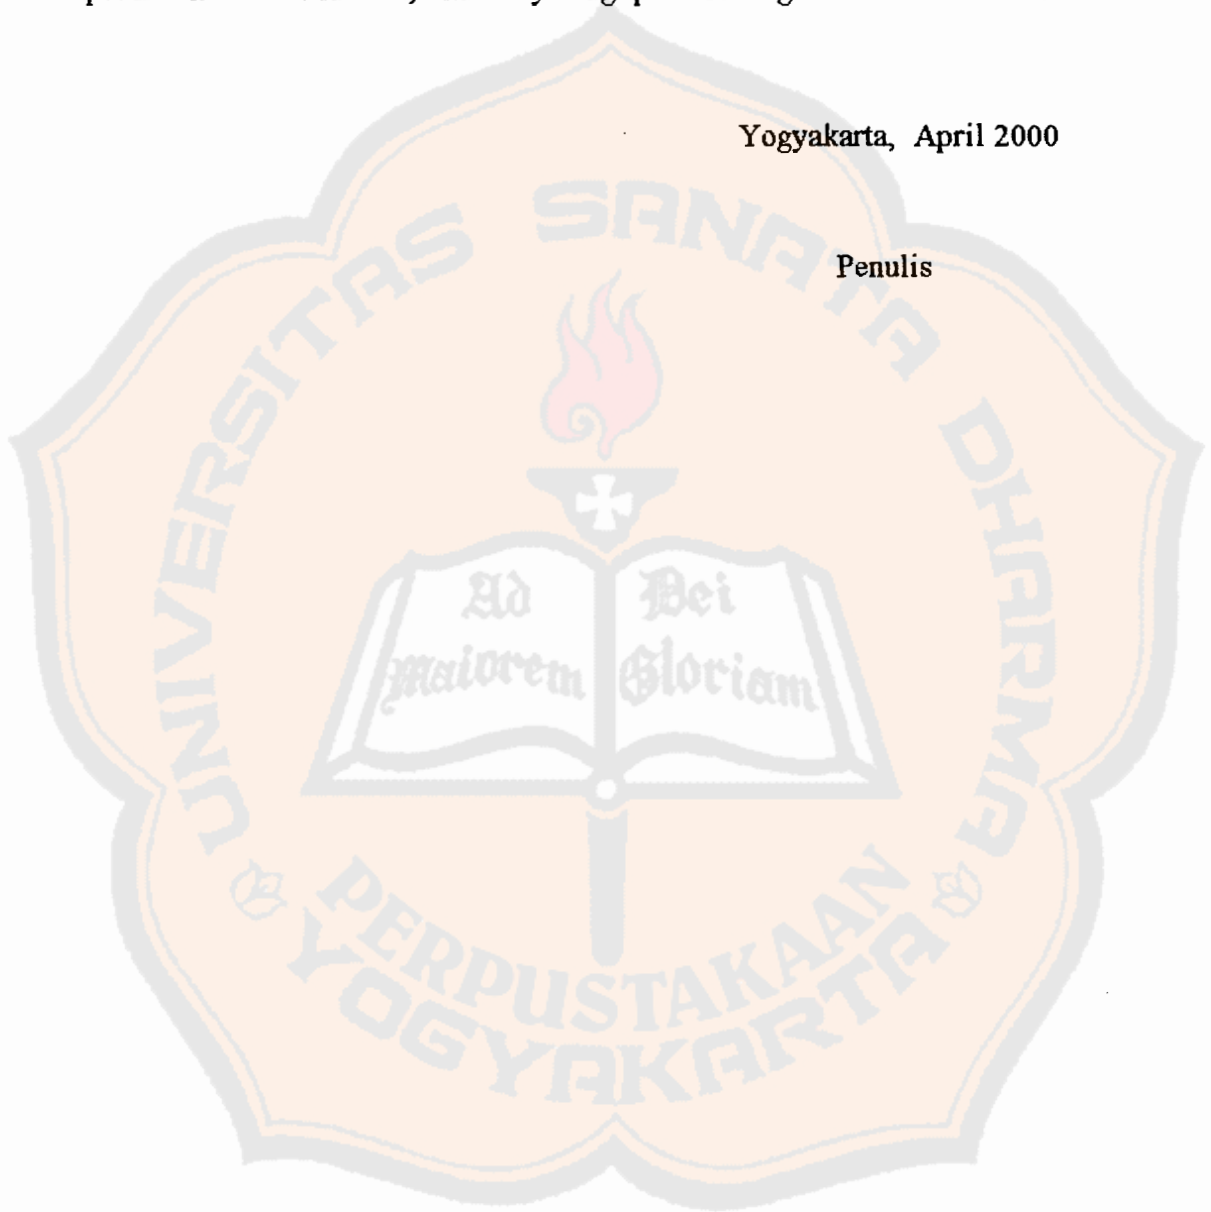 Yogyakarta, April 2000
Penulis
UNIVERSITAS SANATA DHARMA
Ad
maiorem
Dei
Gloriam
PERPUSTAKAAN
YOGYAKARTA